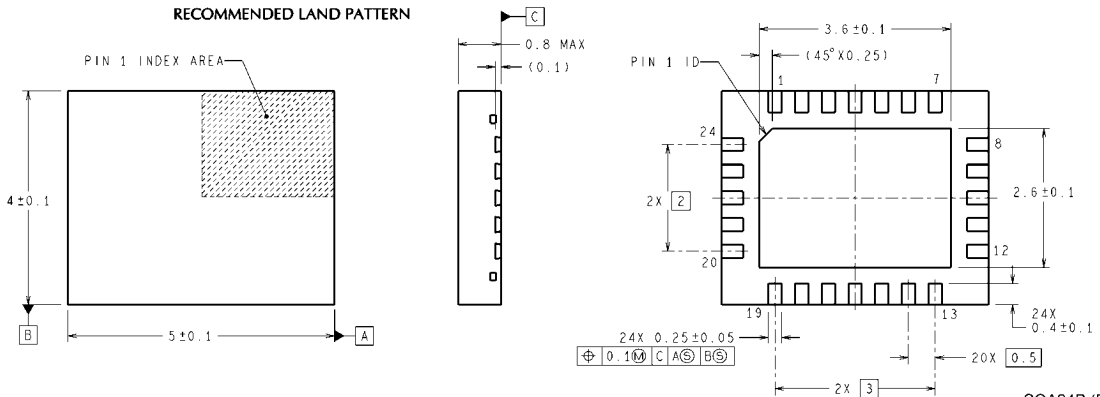 RECOMMENDED LAND PATTERN
C
0.8 MAX
(0.1)
PIN 1 INDEX AREA
4±0.1
B
5±0.1
A
3.6±0.1
(45°X0.25)
PIN 1 ID
1
7
24
8
2X 2
2.6±0.1
20
12
19
13
24X
0.4±0.1
24X 0.25±0.05
⌖ 0.1Ⓜ C AⓈ BⓈ
20X 0.5
2X 3